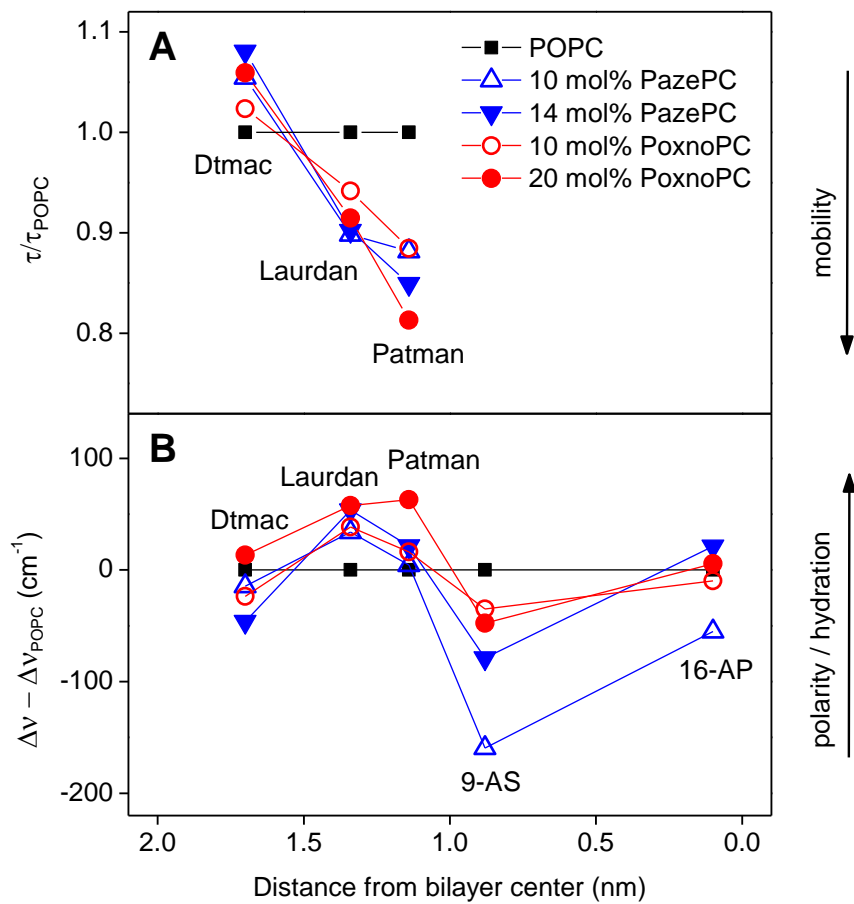 A
POPC
10 mol% PazePC
14 mol% PazePC
10 mol% PoxnoPC
20 mol% PoxnoPC
1.1
1.0
0.9
0.8
τ/τPOPC
Dtmac
Laurdan
Patman
mobility
B
Dtmac
Laurdan
Patman
9-AS
16-AP
100
0
-100
-200
Δν − ΔνPOPC (cm-1)
polarity / hydration
2.0 1.5 1.0 0.5 0.0
Distance from bilayer center (nm)